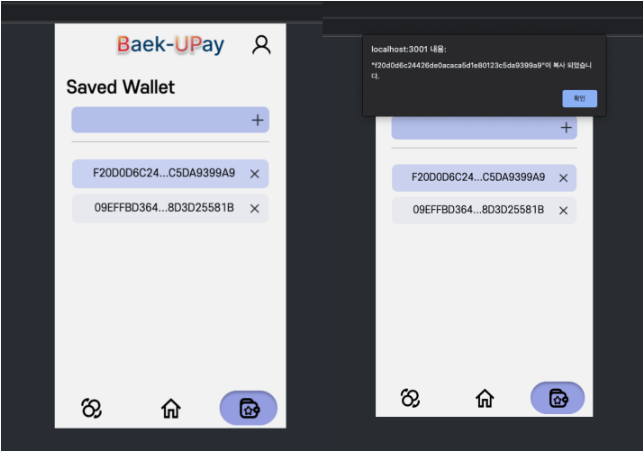 Baek-UPay
Saved Wallet
+
F20D0D6C24...C5DA9399A9 ×
09EFFBD364...8D3D25581B ×
localhost:3001 내용:
"f20d0d6c24426de0acaca5d1e80123c5da9399a9"이 복사 되었습니
다.
확인
+
F20D0D6C24...C5DA9399A9 ×
09EFFBD364...8D3D25581B ×